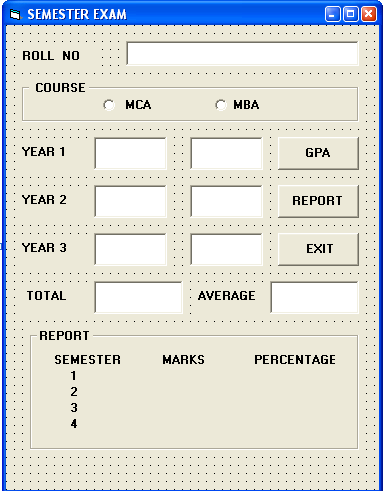 SEMESTER EXAM
ROLL NO
COURSE
MCA MBA
YEAR 1 GPA
YEAR 2 REPORT
YEAR 3 EXIT
TOTAL AVERAGE
REPORT
SEMESTER MARKS PERCENTAGE
1
2
3
4